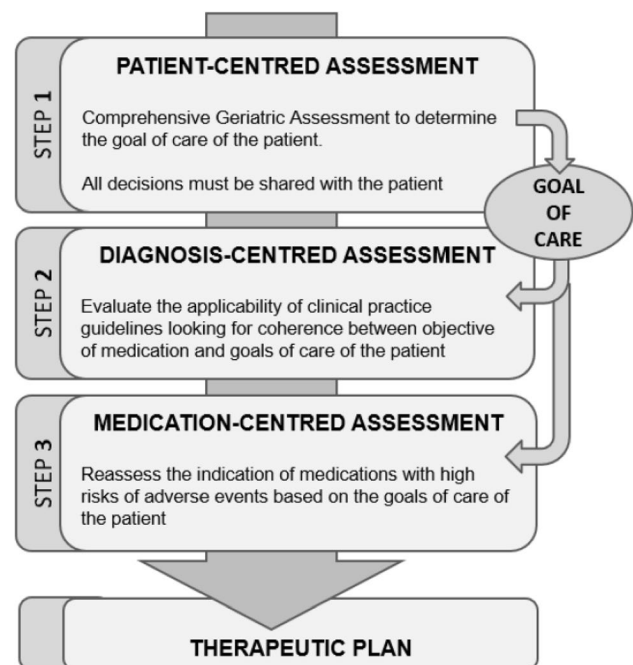 STEP 1
PATIENT-CENTRED ASSESSMENT
Comprehensive Geriatric Assessment to determine
the goal of care of the patient.
All decisions must be shared with the patient
GOAL
OF
CARE
STEP 2
DIAGNOSIS-CENTRED ASSESSMENT
Evaluate the applicability of clinical practice
guidelines looking for coherence between objective
of medication and goals of care of the patient
STEP 3
MEDICATION-CENTRED ASSESSMENT
Reassess the indication of medications with high
risks of adverse events based on the goals of care of
the patient
THERAPEUTIC PLAN